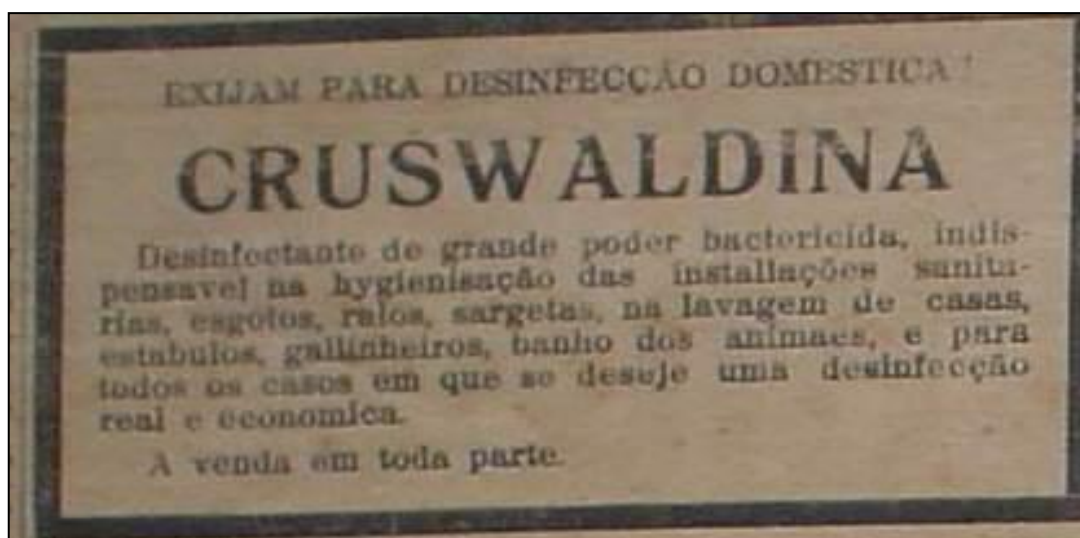 EXIJAM PARA DESINFECÇÃO DOMESTICA!
CRUSWALDINA
Desinfectante de grande poder bactericida, indis-
pensavel na hygienisação das installações sanita-
rias, esgotos, ralos, sargetas, na lavagem de casas,
estabulos, gallinheiros, banho dos animaes, e para
todos os casos em que se deseje uma desinfecção
real e economica.
A venda em toda parte.